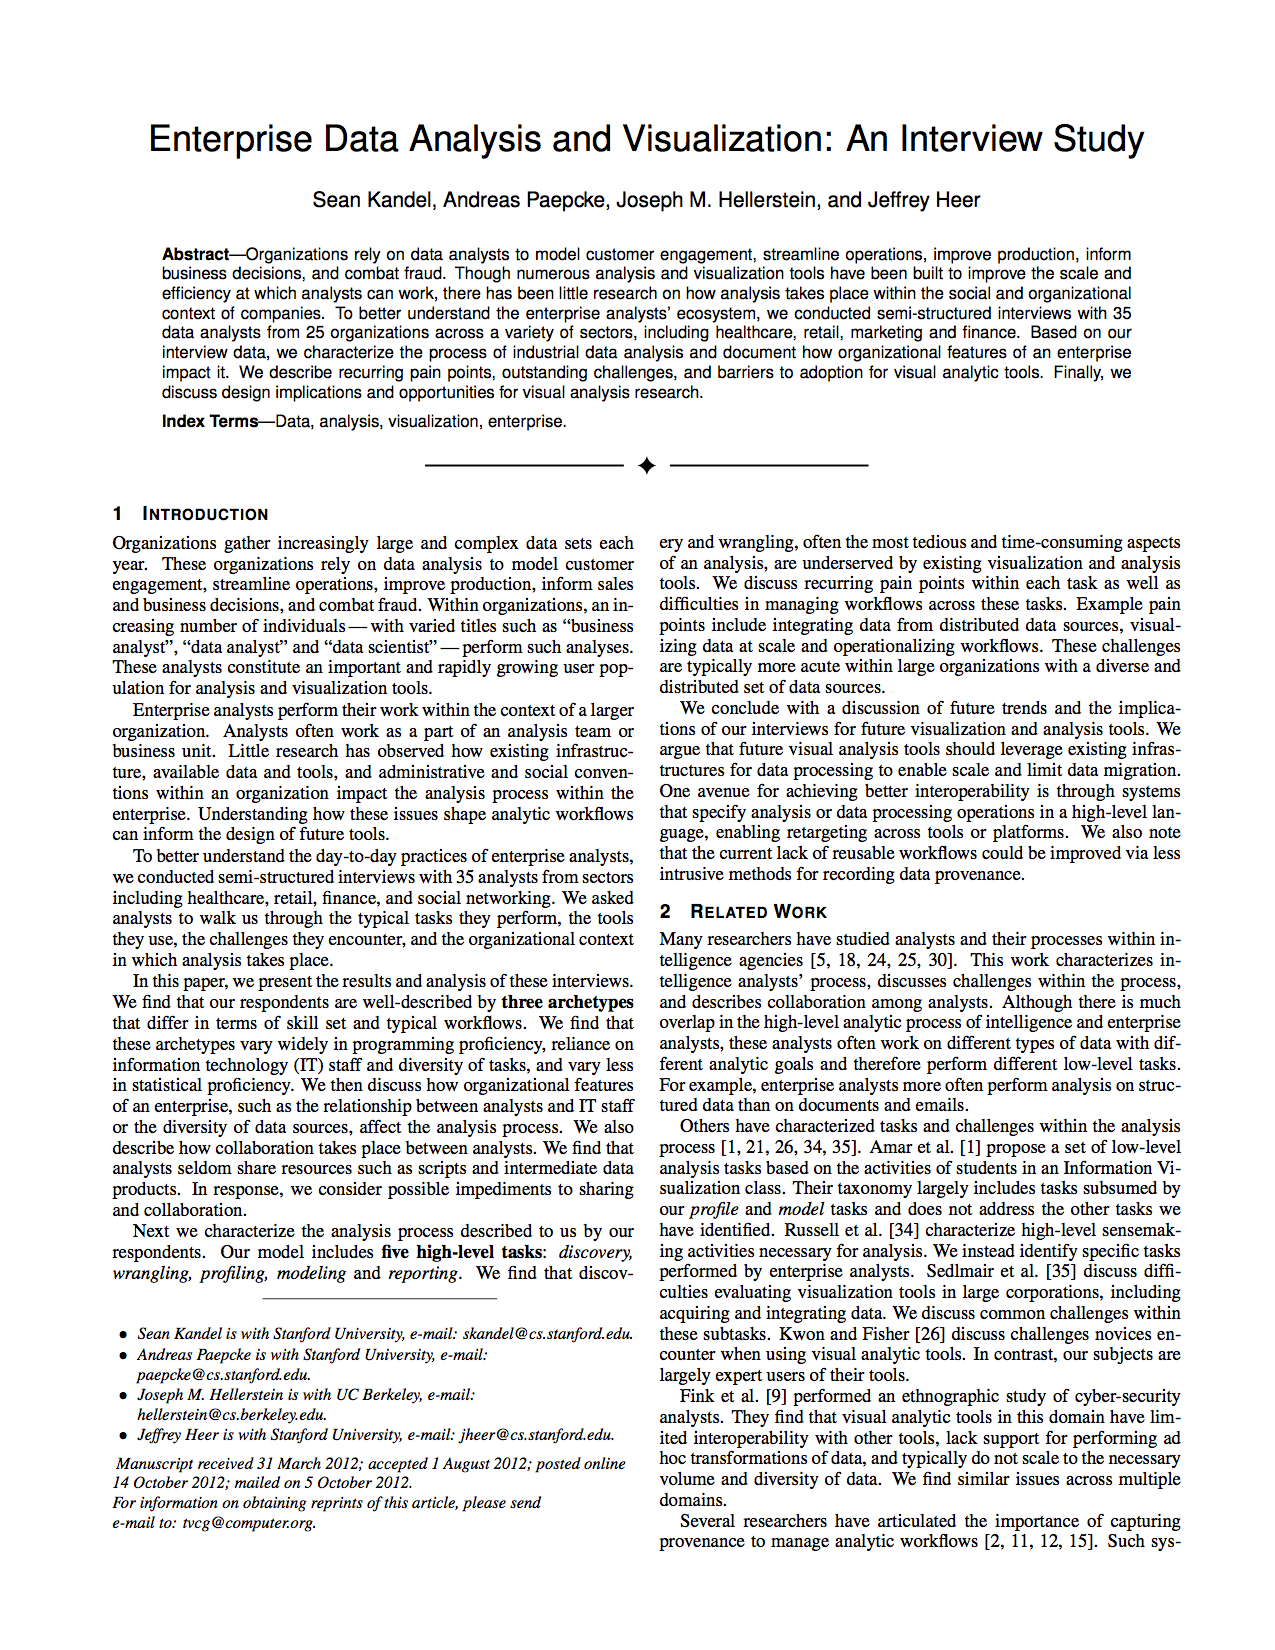 Enterprise Data Analysis and Visualization: An Interview Study
Sean Kandel, Andreas Paepcke, Joseph M. Hellerstein, and Jeffrey Heer
Abstract—Organizations rely on data analysts to model customer engagement, streamline operations, improve production, inform
business decisions, and combat fraud. Though numerous analysis and visualization tools have been built to improve the scale and
efficiency at which analysts can work, there has been little research on how analysis takes place within the social and organizational
context of companies. To better understand the enterprise analysts’ ecosystem, we conducted semi-structured interviews with 35
data analysts from 25 organizations across a variety of sectors, including healthcare, retail, marketing and finance. Based on our
interview data, we characterize the process of industrial data analysis and document how organizational features of an enterprise
impact it. We describe recurring pain points, outstanding challenges, and barriers to adoption for visual analytic tools. Finally, we
discuss design implications and opportunities for visual analysis research.
Index Terms—Data, analysis, visualization, enterprise.
1 INTRODUCTION
Organizations gather increasingly large and complex data sets each
year. These organizations rely on data analysis to model customer
engagement, streamline operations, improve production, inform sales
and business decisions, and combat fraud. Within organizations, an in-
creasing number of individuals — with varied titles such as “business
analyst”, “data analyst” and “data scientist” — perform such analyses.
These analysts constitute an important and rapidly growing user pop-
ulation for analysis and visualization tools.
Enterprise analysts perform their work within the context of a larger
organization. Analysts often work as a part of an analysis team or
business unit. Little research has observed how existing infrastruc-
ture, available data and tools, and administrative and social conven-
tions within an organization impact the analysis process within the
enterprise. Understanding how these issues shape analytic workflows
can inform the design of future tools.
To better understand the day-to-day practices of enterprise analysts,
we conducted semi-structured interviews with 35 analysts from sectors
including healthcare, retail, finance, and social networking. We asked
analysts to walk us through the typical tasks they perform, the tools
they use, the challenges they encounter, and the organizational context
in which analysis takes place.
In this paper, we present the results and analysis of these interviews.
We find that our respondents are well-described by three archetypes
that differ in terms of skill set and typical workflows. We find that
these archetypes vary widely in programming proficiency, reliance on
information technology (IT) staff and diversity of tasks, and vary less
in statistical proficiency. We then discuss how organizational features
of an enterprise, such as the relationship between analysts and IT staff
or the diversity of data sources, affect the analysis process. We also
describe how collaboration takes place between analysts. We find that
analysts seldom share resources such as scripts and intermediate data
products. In response, we consider possible impediments to sharing
and collaboration.
Next we characterize the analysis process described to us by our
respondents. Our model includes five high-level tasks: discovery,
wrangling, profiling, modeling and reporting. We find that discov-
• Sean Kandel is with Stanford University, e-mail: skandel@cs.stanford.edu.
• Andreas Paepcke is with Stanford University, e-mail:
paepcke@cs.stanford.edu.
• Joseph M. Hellerstein is with UC Berkeley, e-mail:
hellerstein@cs.berkeley.edu.
• Jeffrey Heer is with Stanford University, e-mail: jheer@cs.stanford.edu.
Manuscript received 31 March 2012; accepted 1 August 2012; posted online
14 October 2012; mailed on 5 October 2012.
For information on obtaining reprints of this article, please send
e-mail to: tvcg@computer.org.
ery and wrangling, often the most tedious and time-consuming aspects
of an analysis, are underserved by existing visualization and analysis
tools. We discuss recurring pain points within each task as well as
difficulties in managing workflows across these tasks. Example pain
points include integrating data from distributed data sources, visual-
izing data at scale and operationalizing workflows. These challenges
are typically more acute within large organizations with a diverse and
distributed set of data sources.
We conclude with a discussion of future trends and the implica-
tions of our interviews for future visualization and analysis tools. We
argue that future visual analysis tools should leverage existing infras-
tructures for data processing to enable scale and limit data migration.
One avenue for achieving better interoperability is through systems
that specify analysis or data processing operations in a high-level lan-
guage, enabling retargeting across tools or platforms. We also note
that the current lack of reusable workflows could be improved via less
intrusive methods for recording data provenance.
2 RELATED WORK
Many researchers have studied analysts and their processes within in-
telligence agencies [5, 18, 24, 25, 30]. This work characterizes in-
telligence analysts’ process, discusses challenges within the process,
and describes collaboration among analysts. Although there is much
overlap in the high-level analytic process of intelligence and enterprise
analysts, these analysts often work on different types of data with dif-
ferent analytic goals and therefore perform different low-level tasks.
For example, enterprise analysts more often perform analysis on struc-
tured data than on documents and emails.
Others have characterized tasks and challenges within the analysis
process [1, 21, 26, 34, 35]. Amar et al. [1] propose a set of low-level
analysis tasks based on the activities of students in an Information Vi-
sualization class. Their taxonomy largely includes tasks subsumed by
our profile and model tasks and does not address the other tasks we
have identified. Russell et al. [34] characterize high-level sensemak-
ing activities necessary for analysis. We instead identify specific tasks
performed by enterprise analysts. Sedlmair et al. [35] discuss diffi-
culties evaluating visualization tools in large corporations, including
acquiring and integrating data. We discuss common challenges within
these subtasks. Kwon and Fisher [26] discuss challenges novices en-
counter when using visual analytic tools. In contrast, our subjects are
largely expert users of their tools.
Fink et al. [9] performed an ethnographic study of cyber-security
analysts. They find that visual analytic tools in this domain have lim-
ited interoperability with other tools, lack support for performing ad
hoc transformations of data, and typically do not scale to the necessary
volume and diversity of data. We find similar issues across multiple
domains.
Several researchers have articulated the importance of capturing
provenance to manage analytic workflows [2, 11, 12, 15]. Such sys-